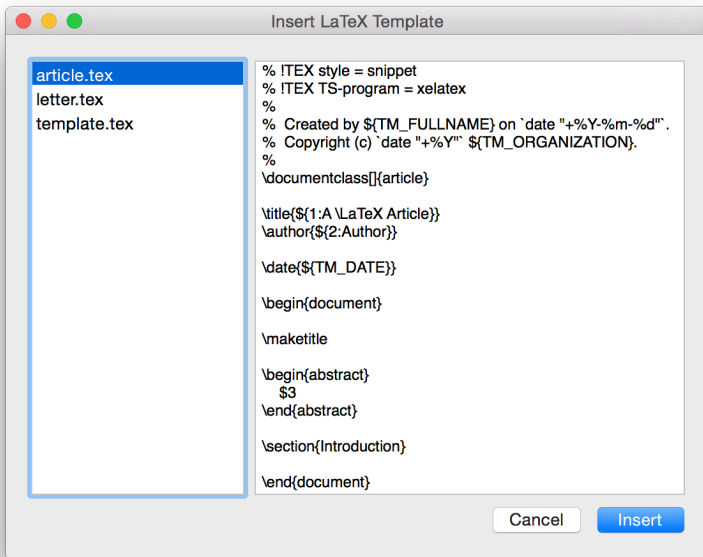 Insert LaTeX Template
article.tex
letter.tex
template.tex
% !TEX style = snippet
% !TEX TS-program = xelatex
%
%  Created by ${TM_FULLNAME} on `date "+%Y-%m-%d"`.
%  Copyright (c) `date "+%Y"` ${TM_ORGANIZATION}.
%
\documentclass[]{article}
\title{${1:A \LaTeX Article}}
\author{${2:Author}}
\date{${TM_DATE}}
\begin{document}
\maketitle
\begin{abstract}
    $3
\end{abstract}
\section{Introduction}
\end{document}
Cancel
Insert